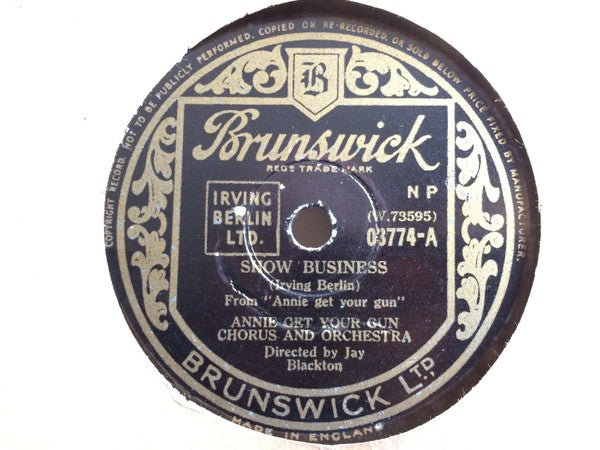 COPYRIGHT RECORD. NOT TO BE PUBLICLY PERFORMED. COPIED OR RE-RECORDED, OR SOLD BELOW PRICE FIXED BY MANUFACTURER
B
Brunswick
REGD TRADE MARK
IRVING
BERLIN
LTD.
N P
(W.73595)
03774-A
SHOW BUSINESS
(Irving Berlin)
From "Annie get your gun"
ANNIE GET YOUR GUN
CHORUS AND ORCHESTRA
Directed by Jay
Blackton
BRUNSWICK LTD.
MADE IN ENGLAND